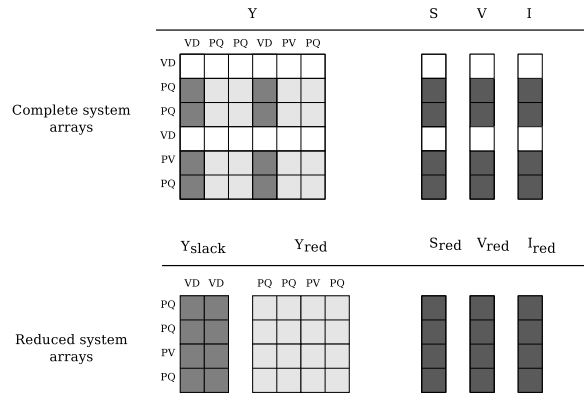 Y S V I
VD PQ PQ VD PV PQ
VD
PQ
PQ
VD
PV
PQ
Complete system
arrays
Yslack Yred Sred Vred Ired
VD VD PQ PQ PV PQ
PQ
PQ
PV
PQ
Reduced system
arrays